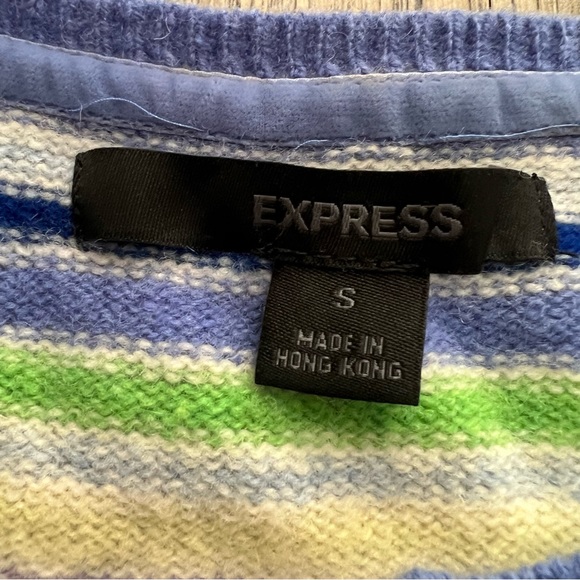 EXPRESS
S
MADE IN
HONG KONG